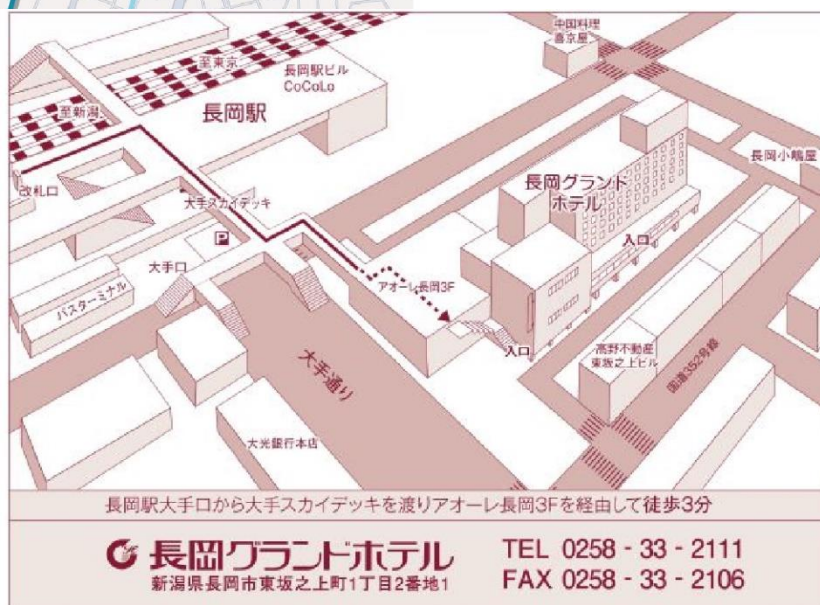 中国料理
喜京屋
至東京
長岡駅ビル
CoCoLo
至新潟
長岡駅
長岡小嶋屋
改札口
長岡グランド
ホテル
大手スカイデッキ
P
入口
大手口
アオーレ長岡3F
バスターミナル
入口
高野不動産
東坂之上ビル
国道352号線
大手通り
大光銀行本店
長岡駅大手口から大手スカイデッキを渡りアオーレ長岡3Fを経由して徒歩3分
長岡グランドホテル
新潟県長岡市東坂之上町1丁目2番地1
TEL 0258 - 33 - 2111
FAX 0258 - 33 - 2106